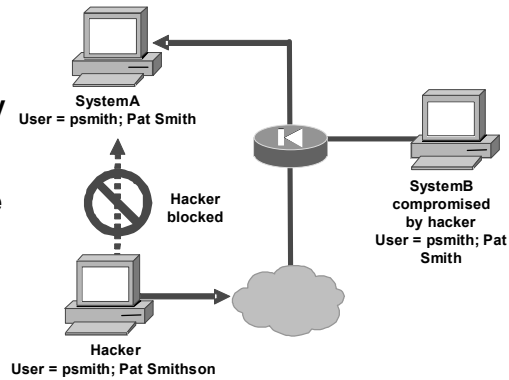 y
SystemA
User = psmith; Pat Smith
e
Hacker
blocked
SystemB
compromised
by hacker
User = psmith; Pat
Smith
Hacker
User = psmith; Pat Smithson